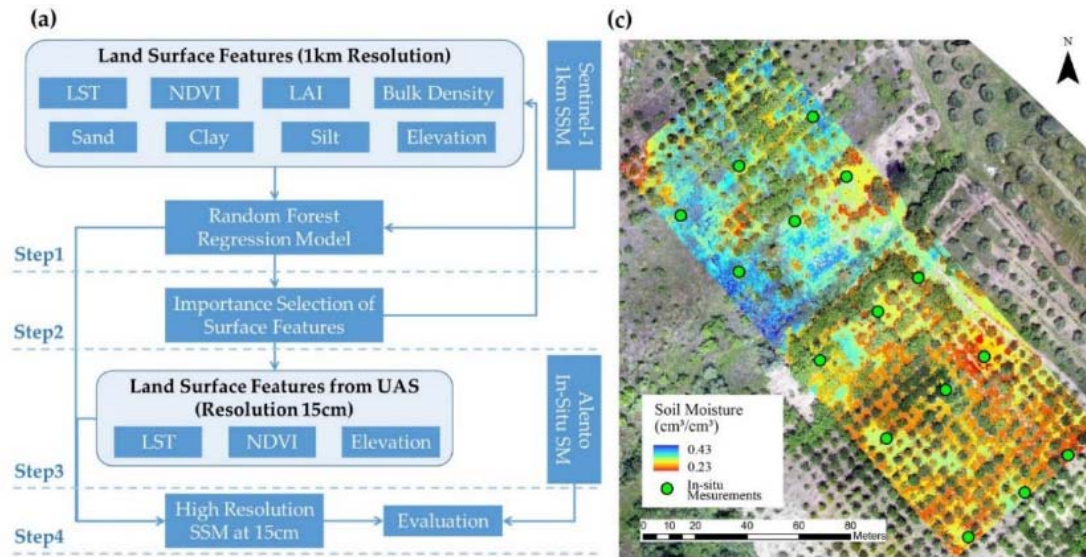 (a)
Land Surface Features (1km Resolution)
LST
NDVI
LAI
Bulk Density
Sand
Clay
Silt
Elevation
Sentinel-1
1km SSM
Random Forest
Regression Model
Step1
Importance Selection of
Surface Features
Step2
Land Surface Features from UAS
(Resolution 15cm)
LST
NDVI
Elevation
Alento
In-Situ SM
Step3
High Resolution
SSM at 15cm
Evaluation
Step4
(c)
N
Soil Moisture
(cm³/cm³)
0.43
0.23
In-situ
Mesurements
0 10 20 40 60 80
Meters